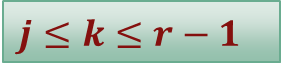 j ≤ k ≤ r − 1